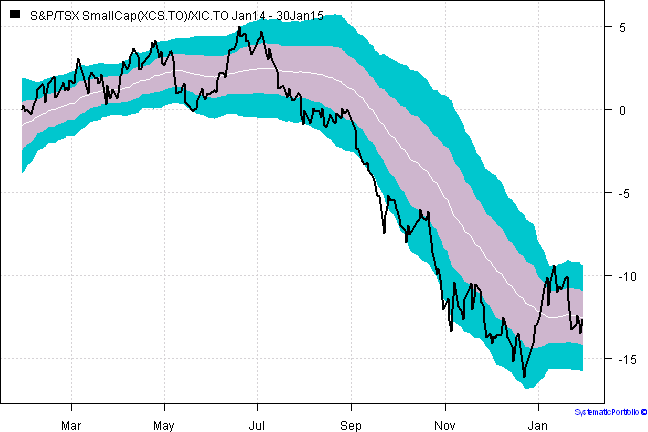 S&P/TSX SmallCap(XCS.TO)/XIC.TO Jan14 - 30Jan15
5
0
-5
-10
-15
Mar May Jul Sep Nov Jan
SystematicPortfolio ©